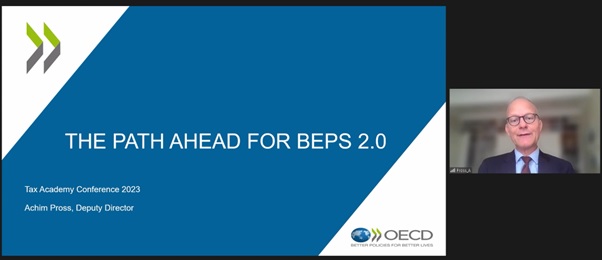 THE PATH AHEAD FOR BEPS 2.0
Tax Academy Conference 2023
Achim Pross, Deputy Director
OECD
BETTER POLICIES FOR BETTER LIVES